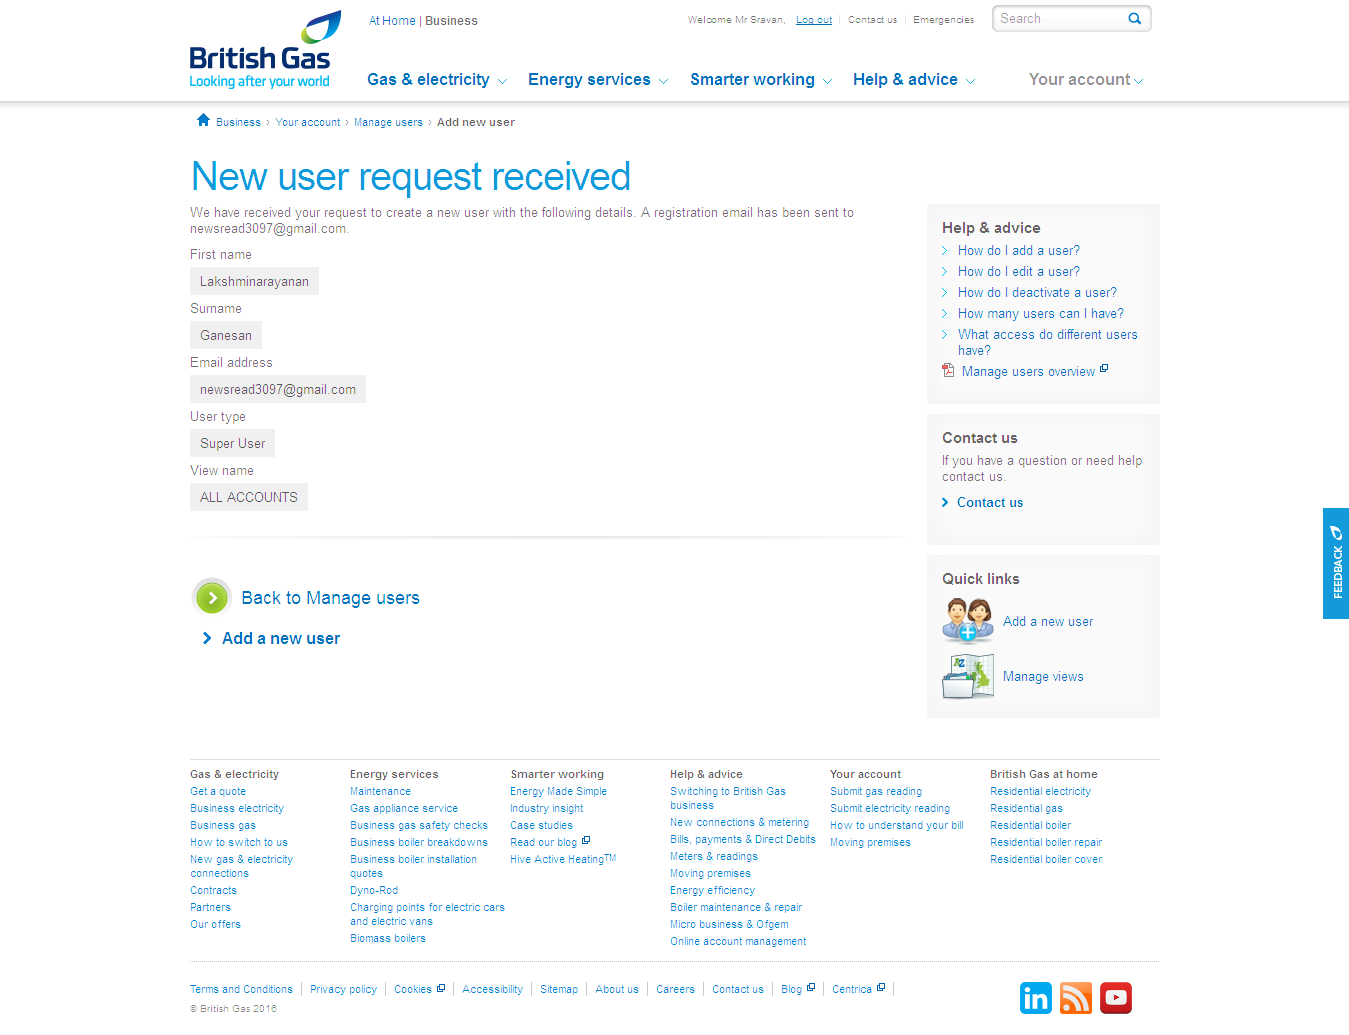 British Gas
Looking after your world
At Home | Business
Welcome Mr Sravan, Log out | Contact us | Emergencies
Search
Gas & electricity Energy services Smarter working Help & advice Your account
Business › Your account › Manage users › Add new user
New user request received
We have received your request to create a new user with the following details. A registration email has been sent to
newsread3097@gmail.com.
First name
Lakshminarayanan
Surname
Ganesan
Email address
newsread3097@gmail.com
User type
Super User
View name
ALL ACCOUNTS
Back to Manage users
Add a new user
Help & advice
How do I add a user?
How do I edit a user?
How do I deactivate a user?
How many users can I have?
What access do different users
have?
Manage users overview
Contact us
If you have a question or need help
contact us.
Contact us
Quick links
Add a new user
Manage views
FEEDBACK
Gas & electricity
Get a quote
Business electricity
Business gas
How to switch to us
New gas & electricity
connections
Contracts
Partners
Our offers
Energy services
Maintenance
Gas appliance service
Business gas safety checks
Business boiler breakdowns
Business boiler installation
quotes
Dyno-Rod
Charging points for electric cars
and electric vans
Biomass boilers
Smarter working
Energy Made Simple
Industry insight
Case studies
Read our blog
Hive Active Heating™
Help & advice
Switching to British Gas
business
New connections & metering
Bills, payments & Direct Debits
Meters & readings
Moving premises
Energy efficiency
Boiler maintenance & repair
Micro business & Ofgem
Online account management
Your account
Submit gas reading
Submit electricity reading
How to understand your bill
Moving premises
British Gas at home
Residential electricity
Residential gas
Residential boiler
Residential boiler repair
Residential boiler cover
Terms and Conditions | Privacy policy | Cookies | Accessibility | Sitemap | About us | Careers | Contact us | Blog | Centrica |
© British Gas 2016
in